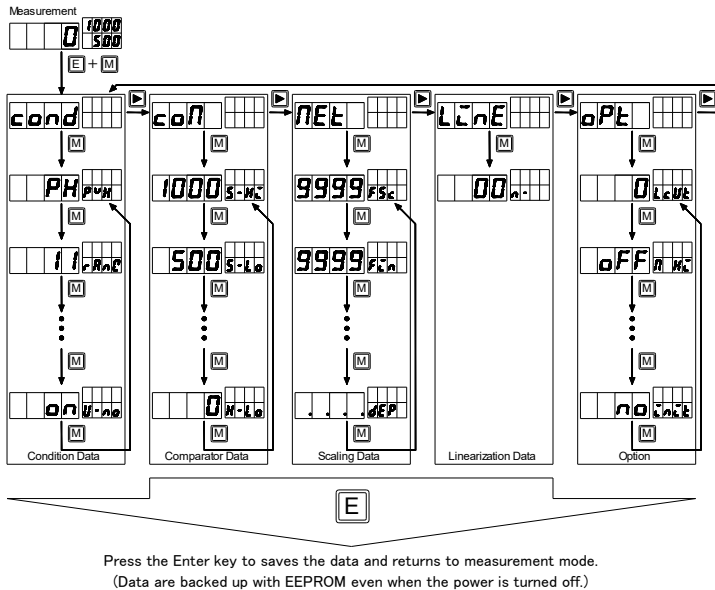 Measurement
0 1000
500
E + M
cond coM MEt LinE oPt
M M M M M
PH PVH 1000 S-Hi 9999 FSc 00 n- 0 LcUt
M M M M
11 rAnG 500 S-Lo 9999 Fin oFF M Hi
M M M M
M M M M
on U-no 0 H-Lo .... dEP no init
M M M M
Condition Data Comparator Data Scaling Data Linearization Data Option
E
Press the Enter key to saves the data and returns to measurement mode.
(Data are backed up with EEPROM even when the power is turned off.)